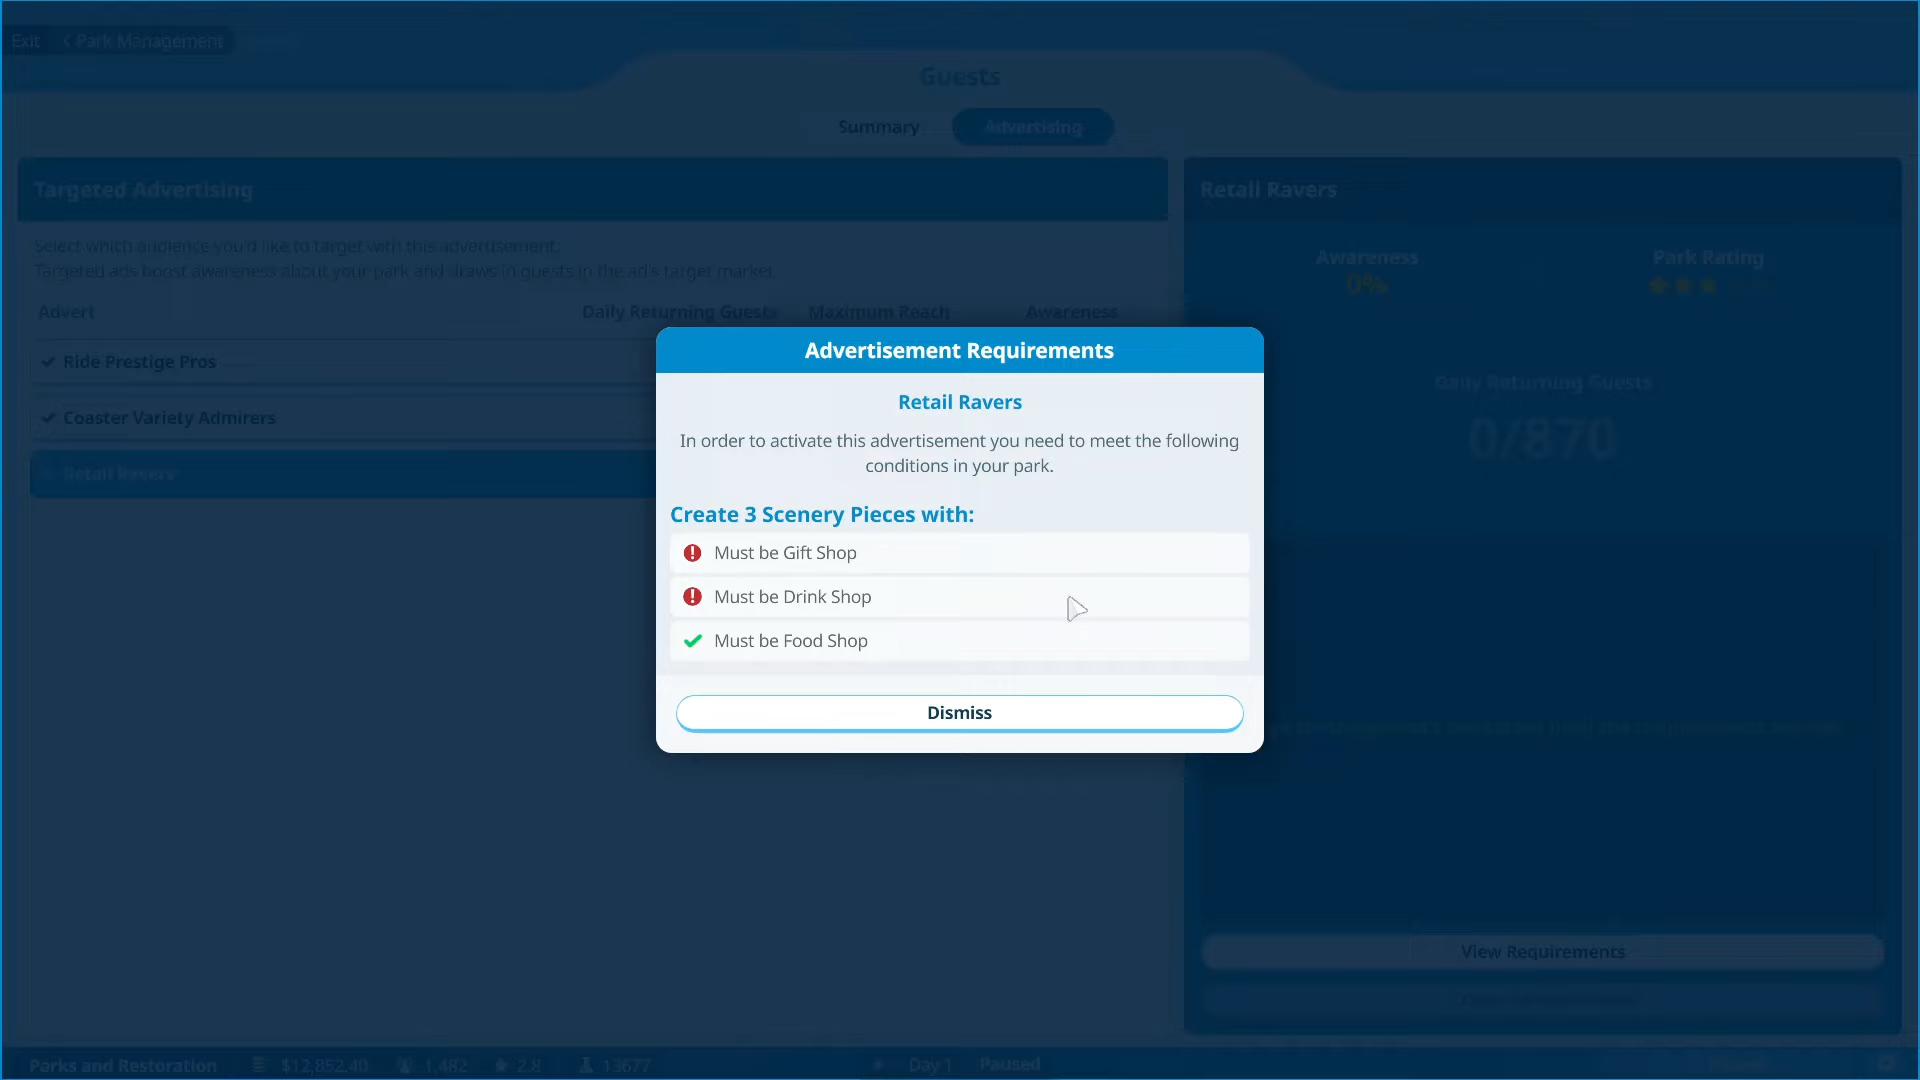 Exit
Park Management
Guests
Summary
Advertising
Targeted Advertising
Select which audience you'd like to target with this advertisement.
Targeted ads boost awareness about your park and draws in guests in the ad's target market.
Advert
Daily Returning Guests
Maximum Reach
Awareness
Ride Prestige Pros
Coaster Variety Admirers
Retail Ravers
Retail Ravers
Awareness
0%
Park Rating
Daily Returning Guests
0/870
Advertisement Requirements
Retail Ravers
In order to activate this advertisement you need to meet the following
conditions in your park.
Create 3 Scenery Pieces with:
Must be Gift Shop
Must be Drink Shop
Must be Food Shop
Dismiss
View Requirements
Parks and Restoration
$12,852.40
1,482
2.8
13677
Day 1
Paused